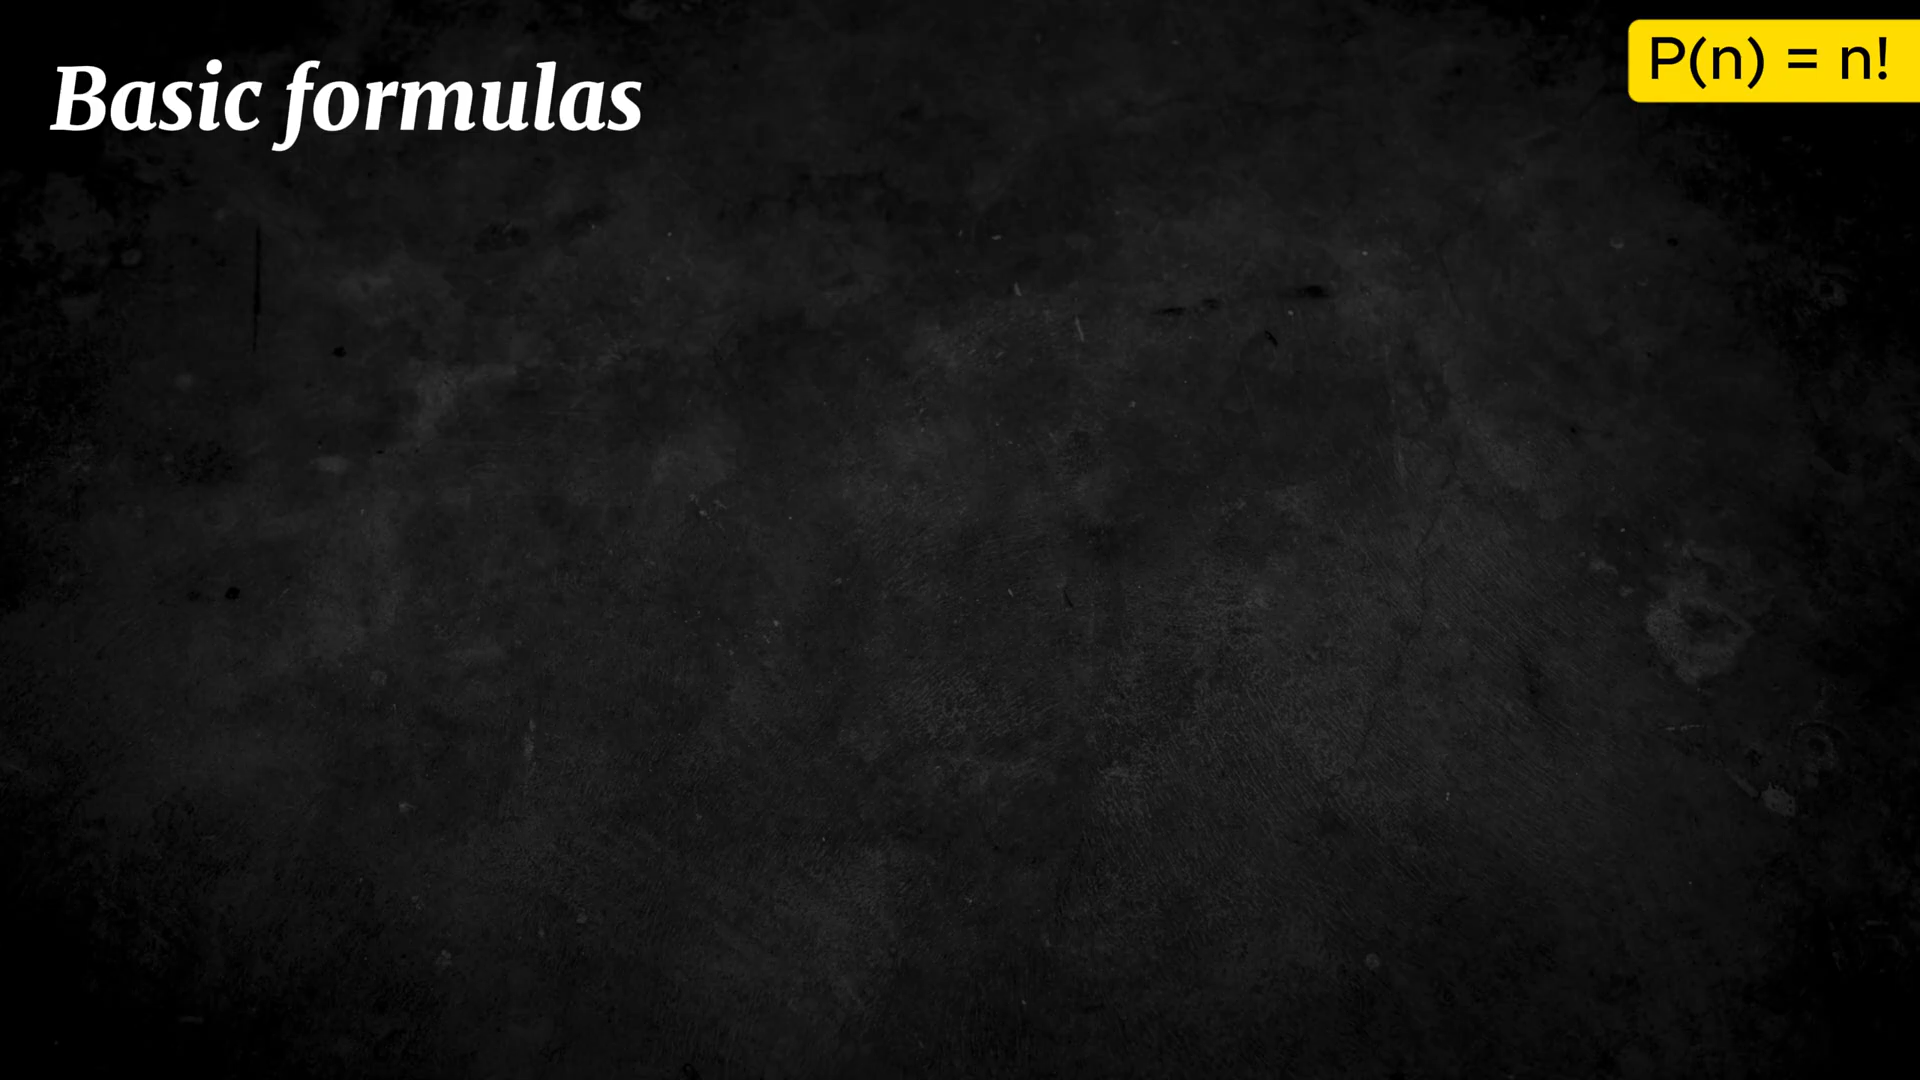 Basic formulas
P(n) = n!